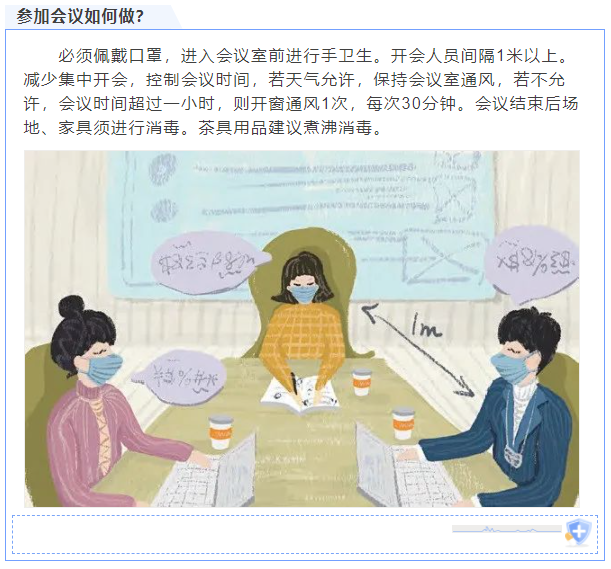 参加会议如何做？
必须佩戴口罩，进入会议室前进行手卫生。开会人员间隔1米以上。
减少集中开会，控制会议时间，若天气允许，保持会议室通风，若不允
许，会议时间超过一小时，则开窗通风1次，每次30分钟。会议结束后场
地、家具须进行消毒。茶具用品建议煮沸消毒。
1m